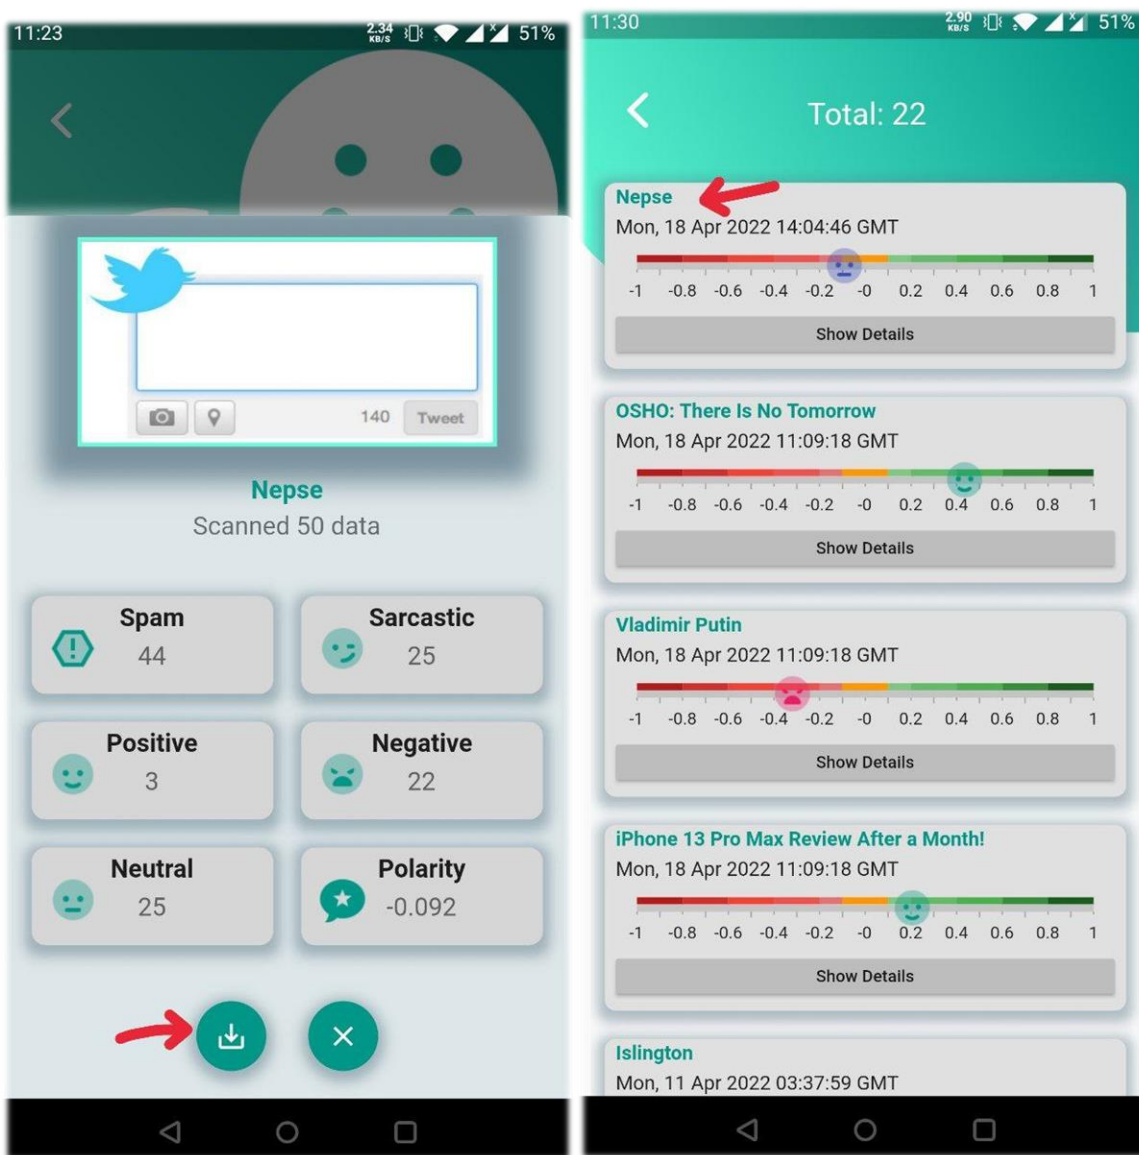 11:23
2.34
KB/S
51%
140 Tweet
Nepse
Scanned 50 data
Spam
44
Sarcastic
25
Positive
3
Negative
22
Neutral
25
Polarity
-0.092
11:30
2.90
KB/S
51%
Total: 22
Nepse
Mon, 18 Apr 2022 14:04:46 GMT
-1 -0.8 -0.6 -0.4 -0.2 -0 0.2 0.4 0.6 0.8 1
Show Details
OSHO: There Is No Tomorrow
Mon, 18 Apr 2022 11:09:18 GMT
-1 -0.8 -0.6 -0.4 -0.2 -0 0.2 0.4 0.6 0.8 1
Show Details
Vladimir Putin
Mon, 18 Apr 2022 11:09:18 GMT
-1 -0.8 -0.6 -0.4 -0.2 -0 0.2 0.4 0.6 0.8 1
Show Details
iPhone 13 Pro Max Review After a Month!
Mon, 18 Apr 2022 11:09:18 GMT
-1 -0.8 -0.6 -0.4 -0.2 -0 0.2 0.4 0.6 0.8 1
Show Details
Islington
Mon, 11 Apr 2022 03:37:59 GMT